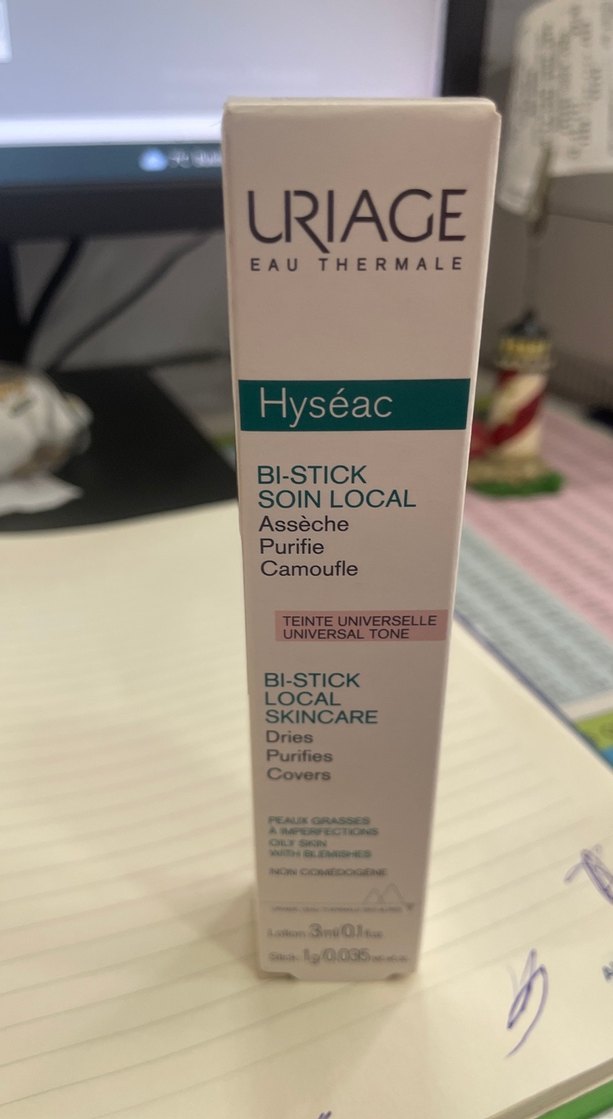 URIAGE
EAU THERMALE
Hyséac
BI-STICK
SOIN LOCAL
Assèche
Purifie
Camoufle
TEINTE UNIVERSELLE
UNIVERSAL TONE
BI-STICK
LOCAL
SKINCARE
Dries
Purifies
Covers
PEAUX GRASSES
À IMPERFECTIONS
OILY SKIN
WITH BLEMISHES
NON COMÉDOGÈNE
Lotion 3ml/0.1
Stick 1g/0.035